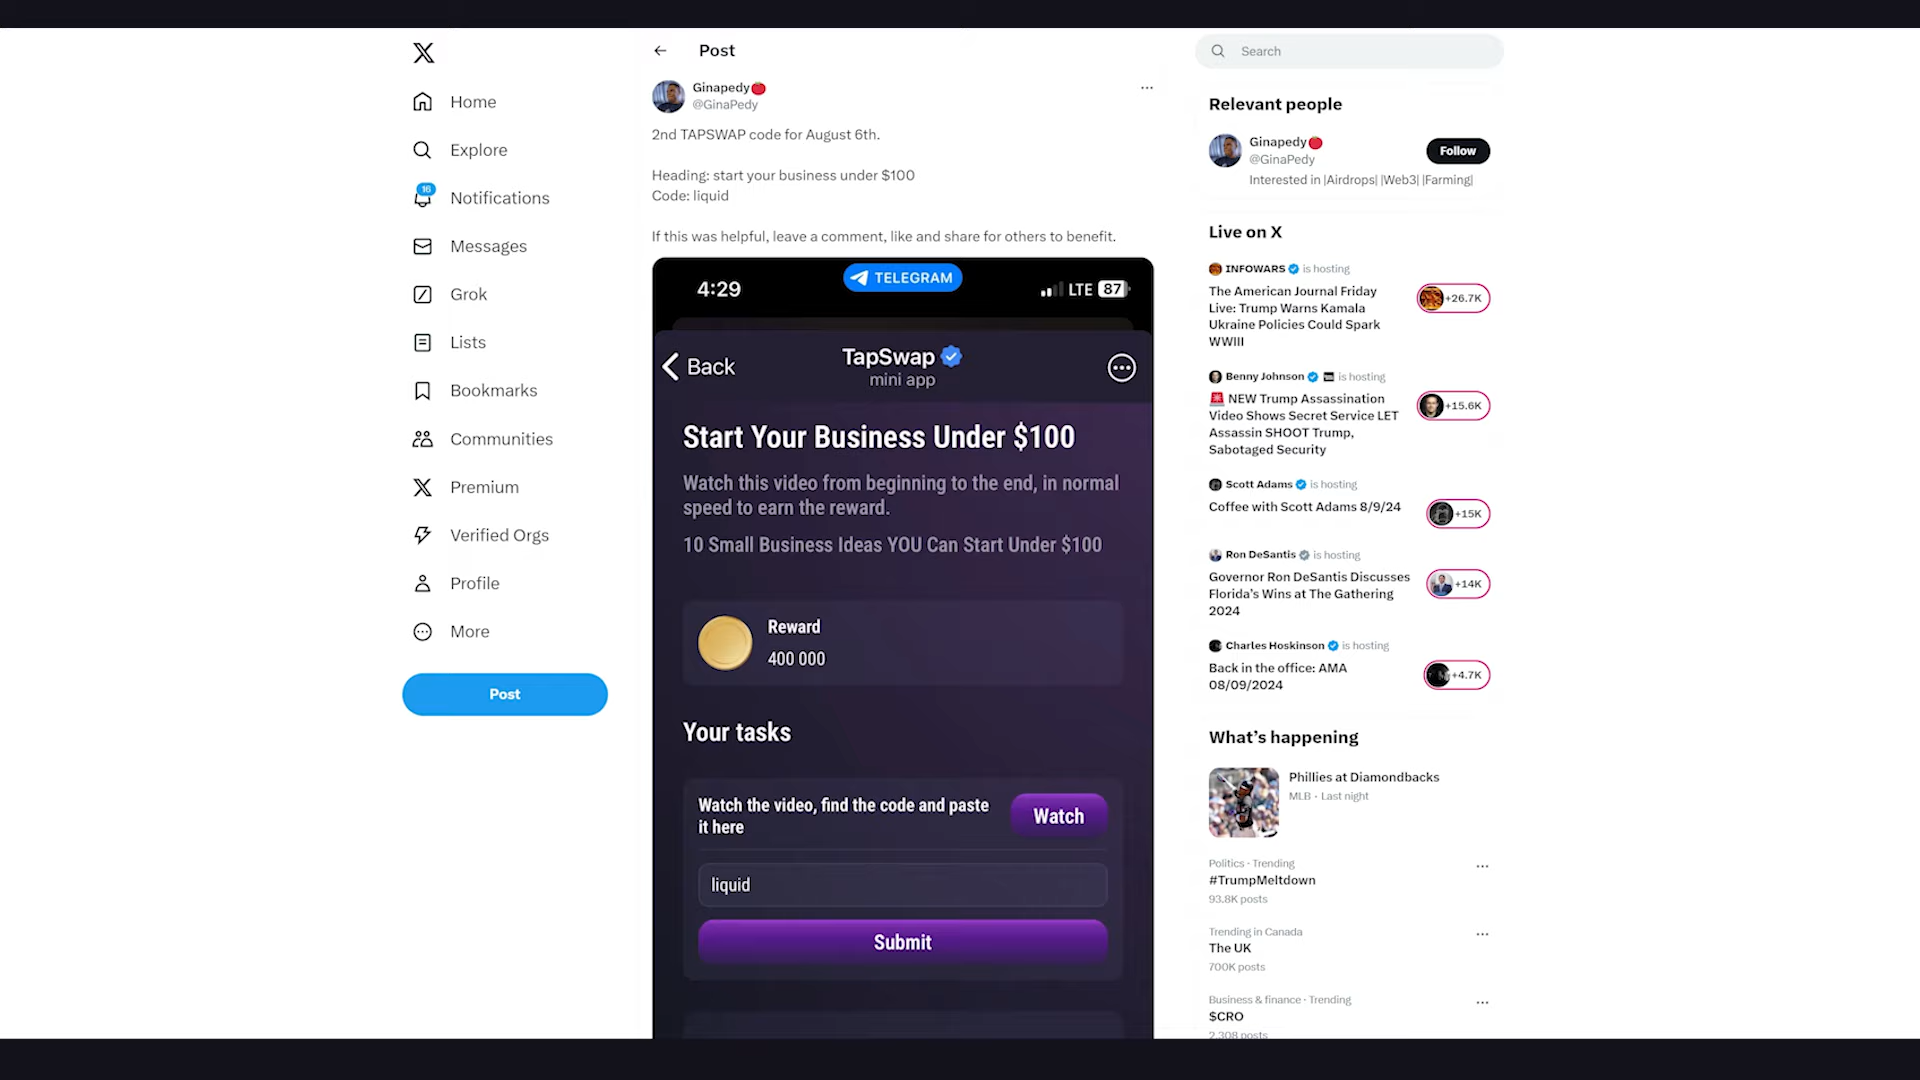 Home
Explore
16
Notifications
Messages
Grok
Lists
Bookmarks
Communities
Premium
Verified Orgs
Profile
More
Post
Post
Ginapedy
@GinaPedy
2nd TAPSWAP code for August 6th.
Heading: start your business under $100
Code: liquid
If this was helpful, leave a comment, like and share for others to benefit.
4:29
TELEGRAM
LTE 87
Back
TapSwap
mini app
Start Your Business Under $100
Watch this video from beginning to the end, in normal
speed to earn the reward.
10 Small Business Ideas YOU Can Start Under $100
Reward
400 000
Your tasks
Watch the video, find the code and paste
it here
Watch
liquid
Submit
Search
Relevant people
Ginapedy
@GinaPedy
Follow
Interested in |Airdrops| |Web3| |Farming|
Live on X
INFOWARS is hosting
The American Journal Friday
Live: Trump Warns Kamala
Ukraine Policies Could Spark
WWIII
+26.7K
Benny Johnson is hosting
NEW Trump Assassination
Video Shows Secret Service LET
Assassin SHOOT Trump,
Sabotaged Security
+15.6K
Scott Adams is hosting
Coffee with Scott Adams 8/9/24
+15K
Ron DeSantis is hosting
Governor Ron DeSantis Discusses
Florida's Wins at The Gathering
2024
+14K
Charles Hoskinson is hosting
Back in the office: AMA
08/09/2024
+4.7K
What's happening
Phillies at Diamondbacks
MLB · Last night
Politics · Trending
#TrumpMeltdown
93.8K posts
Trending in Canada
The UK
700K posts
Business & finance · Trending
$CRO
2,308 posts